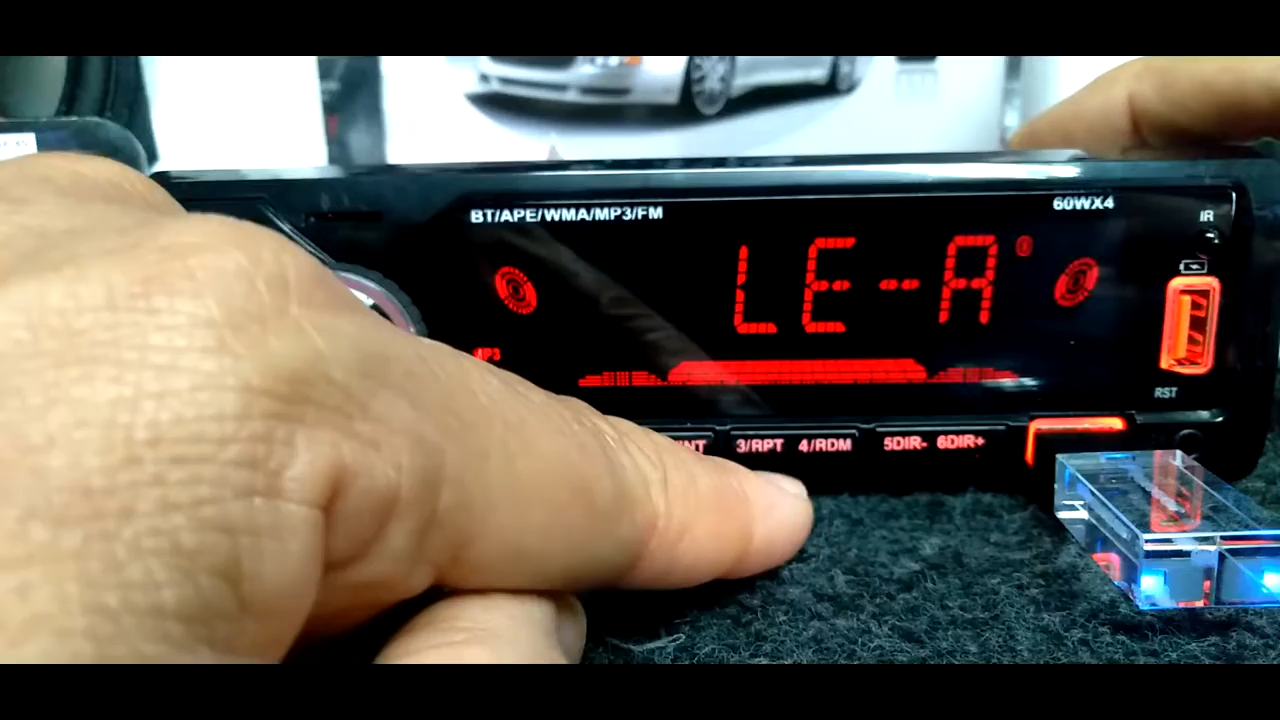 BT/APE/WMA/MP3/FM
60WX4
IR
LE-A
MP3
RST
3/RPT 4/RDM 5DIR- 6DIR+